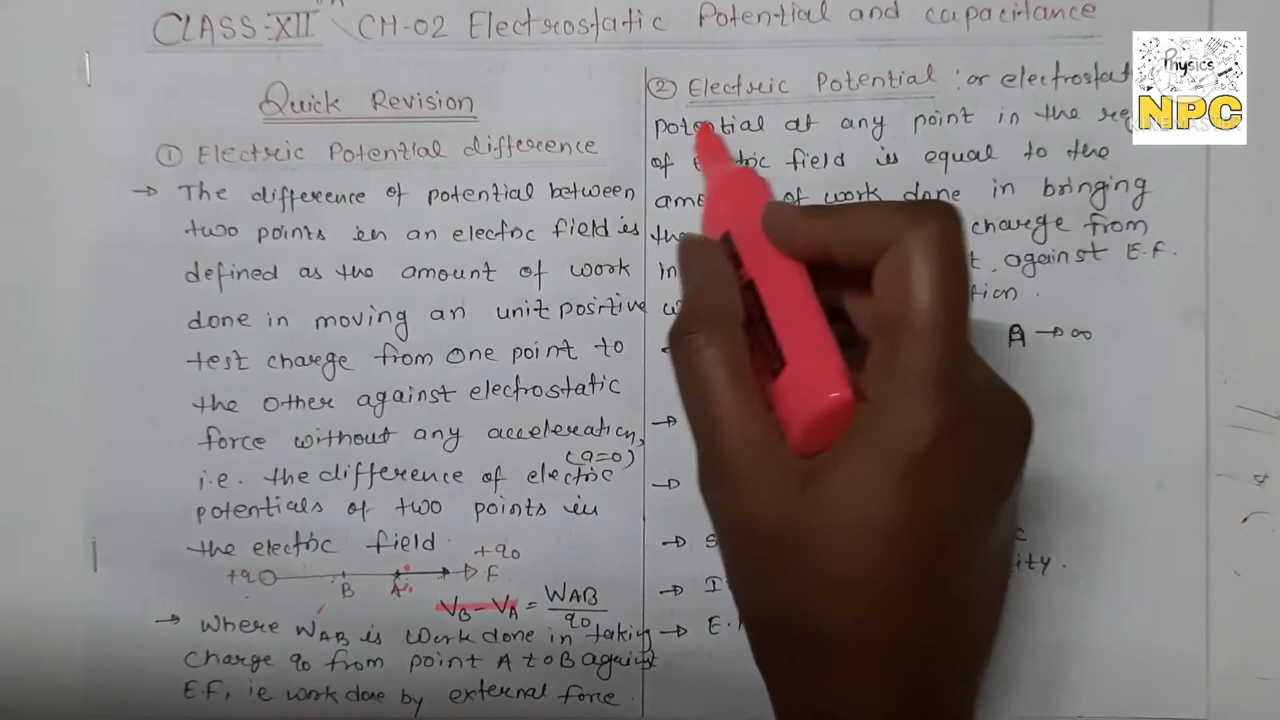 CLASS:XII CH-02 Electrostatic Potential and capacitance
Quick Revision
① Electric Potential difference
→ The difference of potential between
two points in an electric field is
defined as two amount of work
done in moving an unit positive
test charge from one point to
the other against electrostatic
force without any acceleration,
(a=0)
i.e. the difference of electric
potentials of two points in
the electric field.
+q B A +q0 F
VB - VA = WAB / q0
→ Where WAB is work done in taking
charge q0 from point A to B against
E.F. ie work done by external force.
② Electric Potential : or
potential at any point in the
of field is equal to the
of work done in bringing
charge from
against E.F.
A → ∞
→
→
→
→
→
Physics
NPC